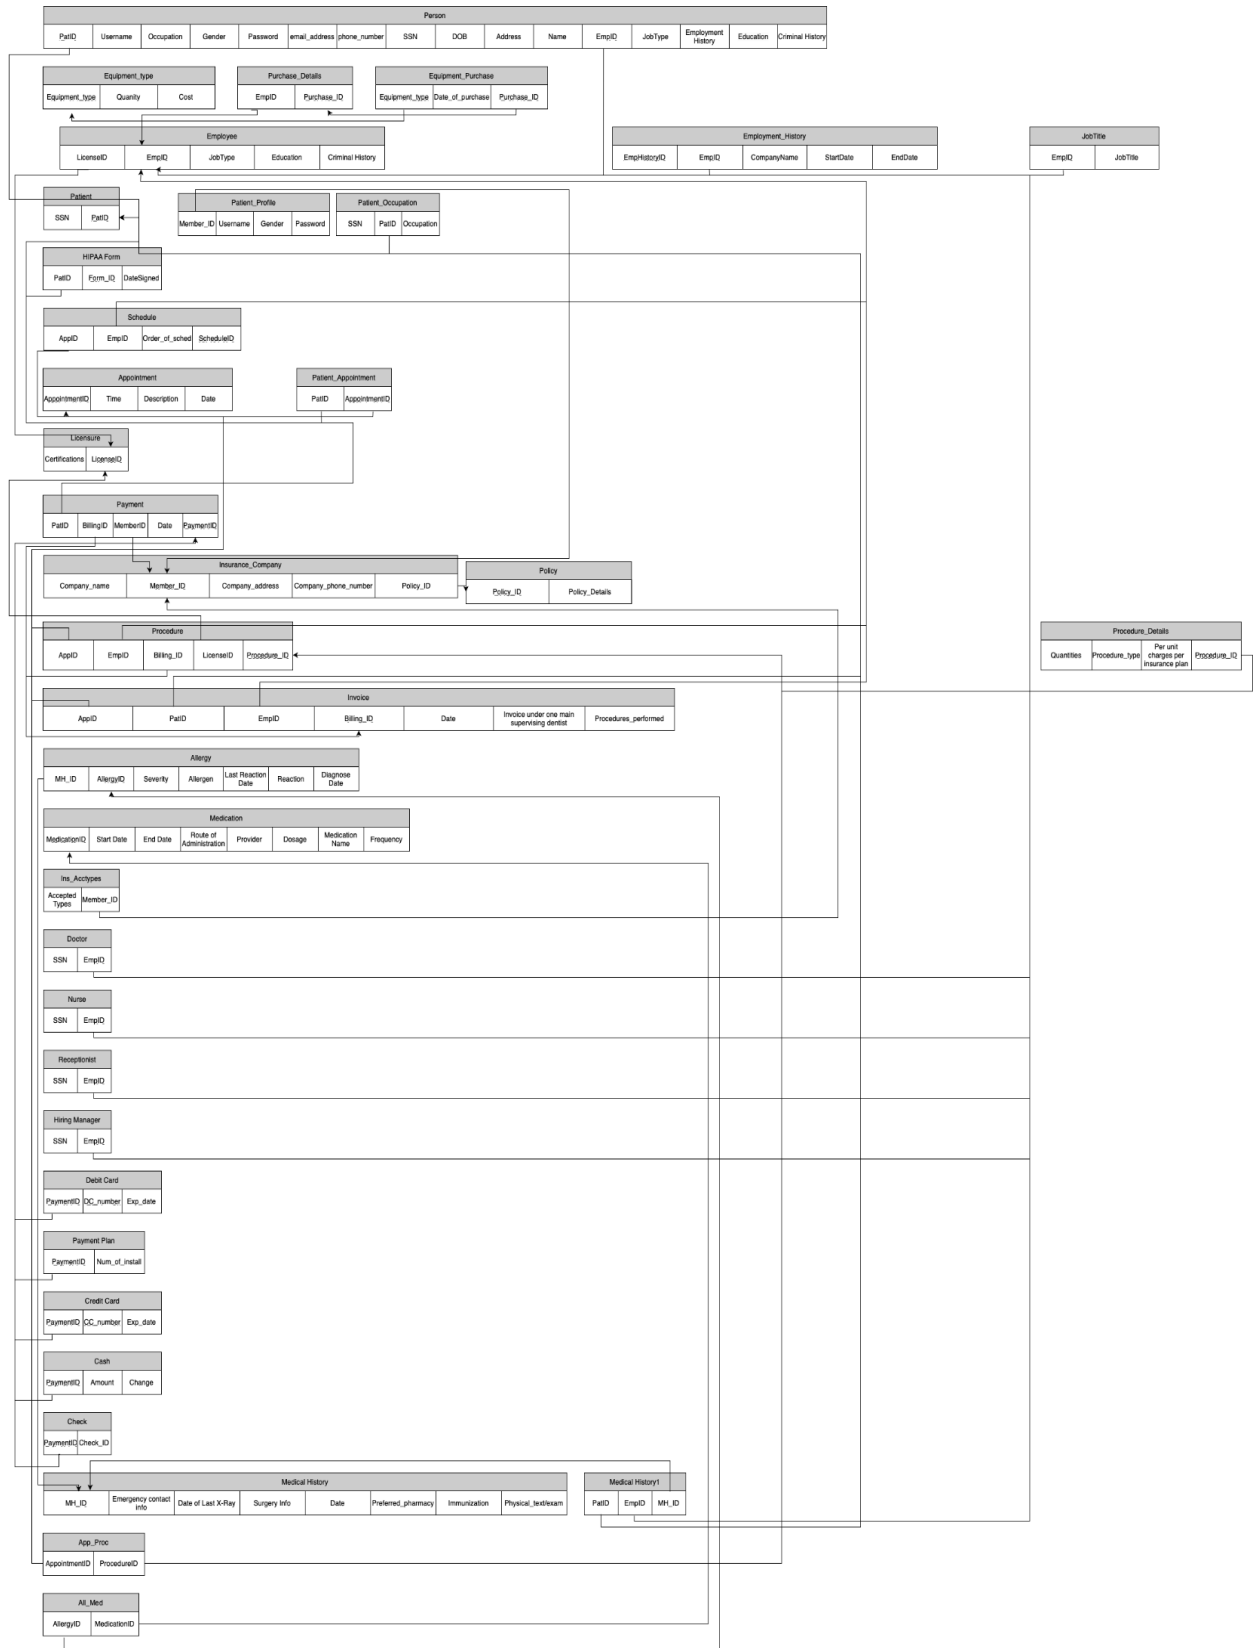 Person
PatID Username Occupation Gender Password email_address phone_number SSN DOB Address Name EmpID JobType Employment History Education Criminal History
Equipment_type
Equipment_type Quanity Cost
Purchase_Details
EmpID Purchase_ID
Equipment_Purchase
Equipment_type Date_of_purchase Purchase_ID
Employee
LicenseID EmpID JobType Education Criminal History
Employment_History
EmpHistoryID EmpID CompanyName StartDate EndDate
JobTitle
EmpID JobTitle
Patient
SSN PatID
Patient_Profile
Member_ID Username Gender Password
Patient_Occupation
SSN PatID Occupation
HIPAA Form
PatID Form_ID DateSigned
Schedule
AppID EmpID Order_of_sched ScheduleID
Appointment
AppointmentID Time Description Date
Patient_Appointment
PatID AppointmentID
Licensure
Certifications LicenseID
Payment
PatID BillingID MemberID Date PaymentID
Insurance_Company
Company_name Member_ID Company_address Company_phone_number Policy_ID
Policy
Policy_ID Policy_Details
Procedure
AppID EmpID Billing_ID LicenseID Procedure_ID
Procedure_Details
Quantities Procedure_type Per unit charges per insurance plan Procedure_ID
Invoice
AppID PatID EmpID Billing_ID Date Invoice under one main supervising dentist Procedures_performed
Allergy
MH_ID AllergyID Severity Allergen Last Reaction Date Reaction Diagnose Date
Medication
MedicationID Start Date End Date Route of Administration Provider Dosage Medication Name Frequency
Ins_Acctypes
Accepted Types Member_ID
Doctor
SSN EmpID
Nurse
SSN EmpID
Receptionist
SSN EmpID
Hiring Manager
SSN EmpID
Debit Card
PaymentID DC_number Exp_date
Payment Plan
PaymentID Num_of_install
Credit Card
PaymentID CC_number Exp_date
Cash
PaymentID Amount Change
Check
PaymentID Check_ID
Medical History
MH_ID Emergency contact info Date of Last X-Ray Surgery Info Date Preferred_pharmacy Immunization Physical_text/exam
Medical History1
PatID EmpID MH_ID
App_Proc
AppointmentID ProcedureID
All_Med
AllergyID MedicationID